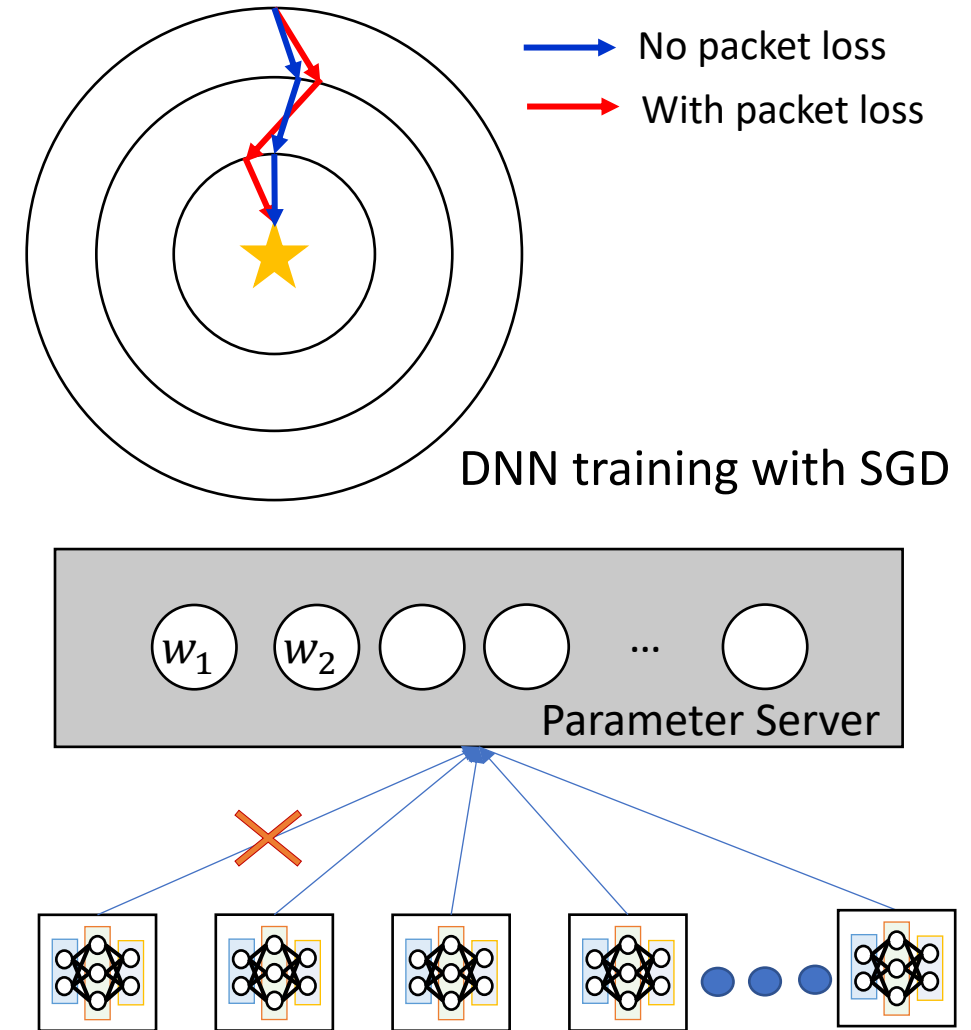 No packet loss
With packet loss
DNN training with SGD
w₁ w₂ ...
Parameter Server